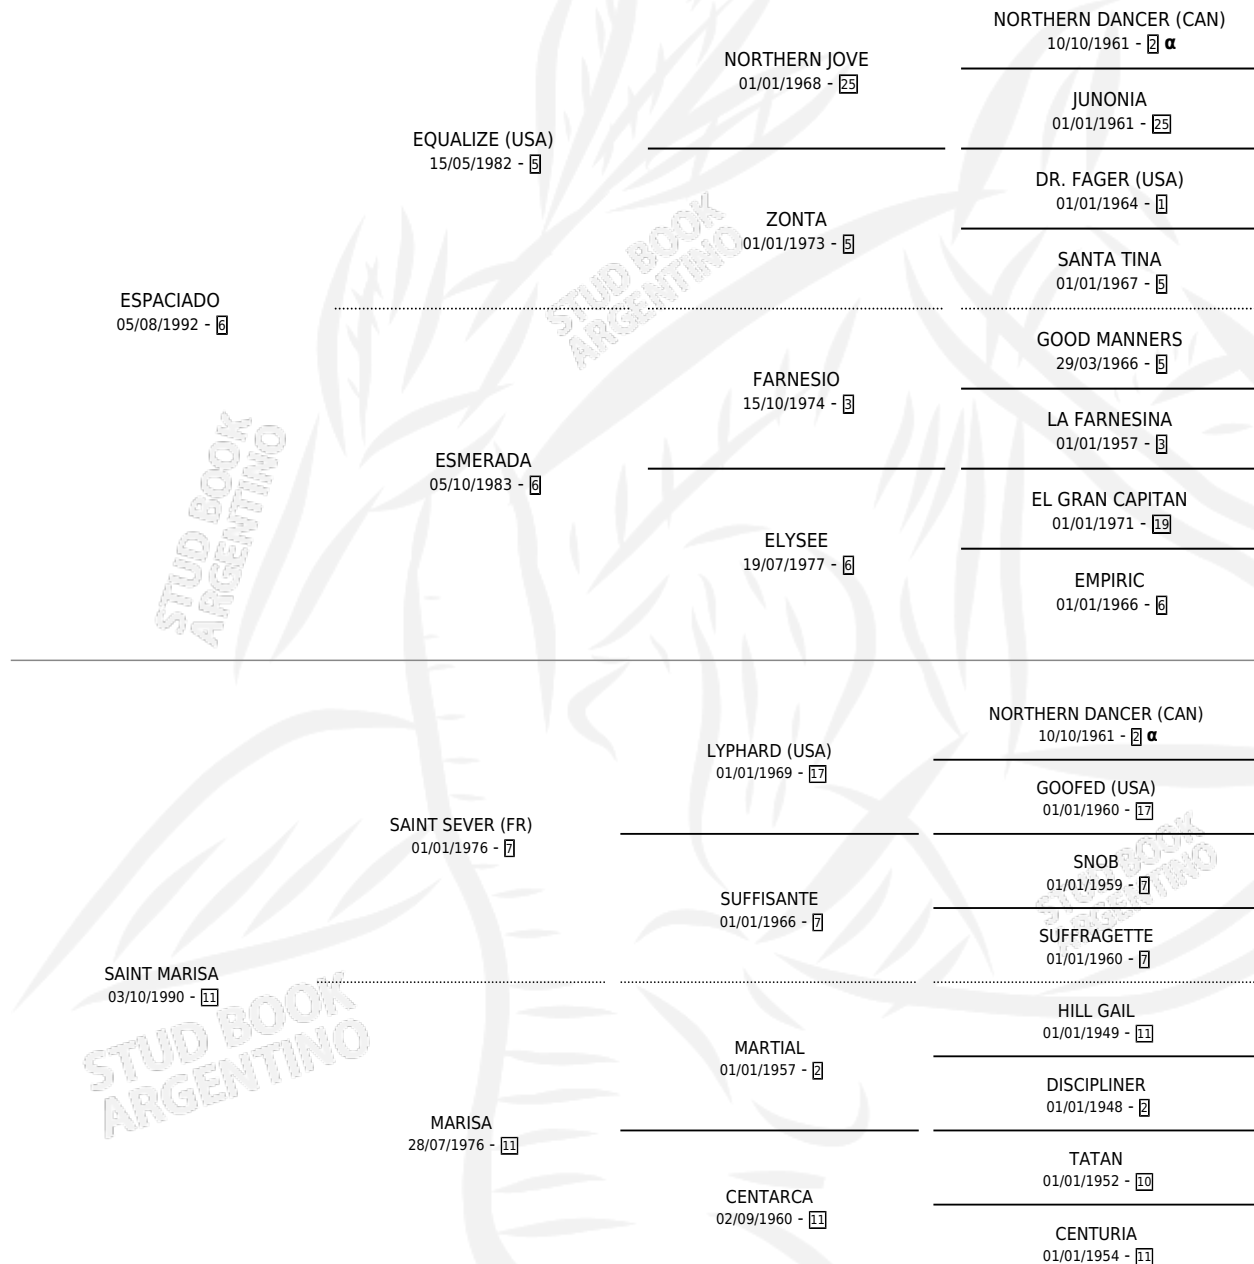 NORTHERN DANCER (CAN)
10/10/1961 - 2 α
NORTHERN JOVE
01/01/1968 - 25
JUNONIA
01/01/1961 - 25
EQUALIZE (USA)
15/05/1982 - 5
DR. FAGER (USA)
01/01/1964 - 1
ZONTA
01/01/1973 - 5
SANTA TINA
01/01/1967 - 5
STUD BOOK
ARGENTINO
ESPACIADO
05/08/1992 - 6
GOOD MANNERS
29/03/1966 - 5
FARNESIO
15/10/1974 - 3
LA FARNESINA
01/01/1957 - 3
ESMERADA
05/10/1983 - 6
EL GRAN CAPITAN
01/01/1971 - 19
ELYSEE
19/07/1977 - 6
EMPIRIC
01/01/1966 - 6
STUD BOOK
ARGENTINO
NORTHERN DANCER (CAN)
10/10/1961 - 2 α
LYPHARD (USA)
01/01/1969 - 17
GOOFED (USA)
01/01/1960 - 17
SAINT SEVER (FR)
01/01/1976 - 7
SNOB
01/01/1959 - 7
SUFFISANTE
01/01/1966 - 7
SUFFRAGETTE
01/01/1960 - 7
STUD BOOK
ARGENTINO
SAINT MARISA
03/10/1990 - 11
HILL GAIL
01/01/1949 - 11
MARTIAL
01/01/1957 - 2
DISCIPLINER
01/01/1948 - 2
STUD BOOK
ARGENTINO
MARISA
28/07/1976 - 11
TATAN
01/01/1952 - 10
CENTARCA
02/09/1960 - 11
CENTURIA
01/01/1954 - 11